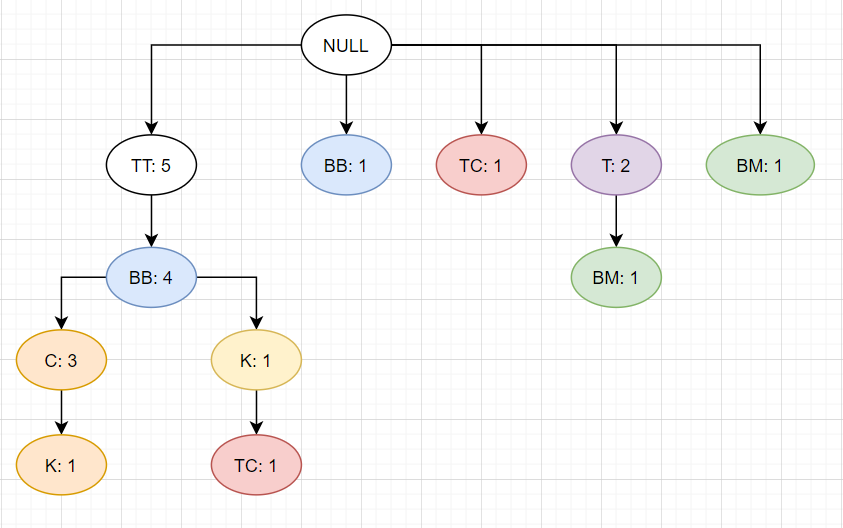 NULL
TT: 5
BB: 1
TC: 1
T: 2
BM: 1
BB: 4
BM: 1
C: 3
K: 1
K: 1
TC: 1